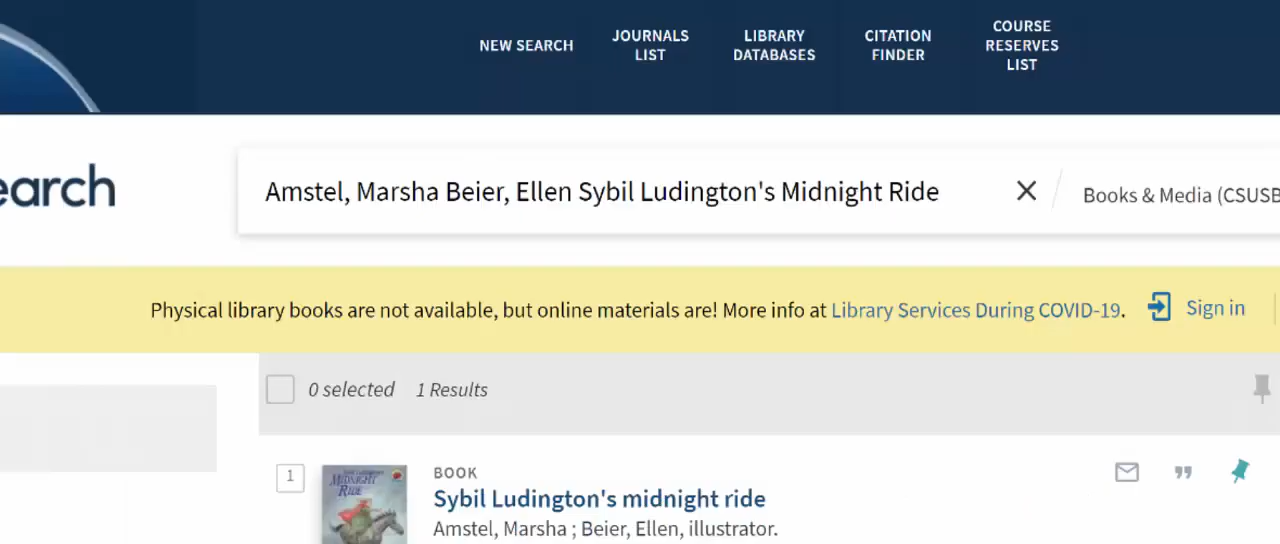 NEW SEARCH
JOURNALS
LIST
LIBRARY
DATABASES
CITATION
FINDER
COURSE
RESERVES
LIST
earch
Amstel, Marsha Beier, Ellen Sybil Ludington's Midnight Ride
Books & Media (CSUSB
Physical library books are not available, but online materials are! More info at Library Services During COVID-19.
Sign in
0 selected 1 Results
1
MIDNIGHT
RIDE
BOOK
Sybil Ludington's midnight ride
Amstel, Marsha ; Beier, Ellen, illustrator.